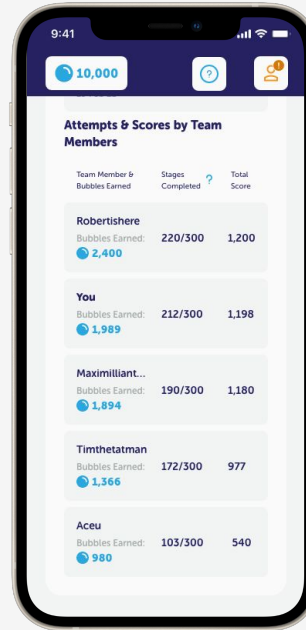 9:41
10,000
?
!
Attempts & Scores by Team
Members
Team Member & Stages Total
Bubbles Earned Completed ? Score
Robertishere
Bubbles Earned: 220/300 1,200
2,400
You
Bubbles Earned: 212/300 1,198
1,989
Maximilliant...
Bubbles Earned: 190/300 1,180
1,894
Timthetatman
Bubbles Earned: 172/300 977
1,366
Aceu
Bubbles Earned: 103/300 540
980